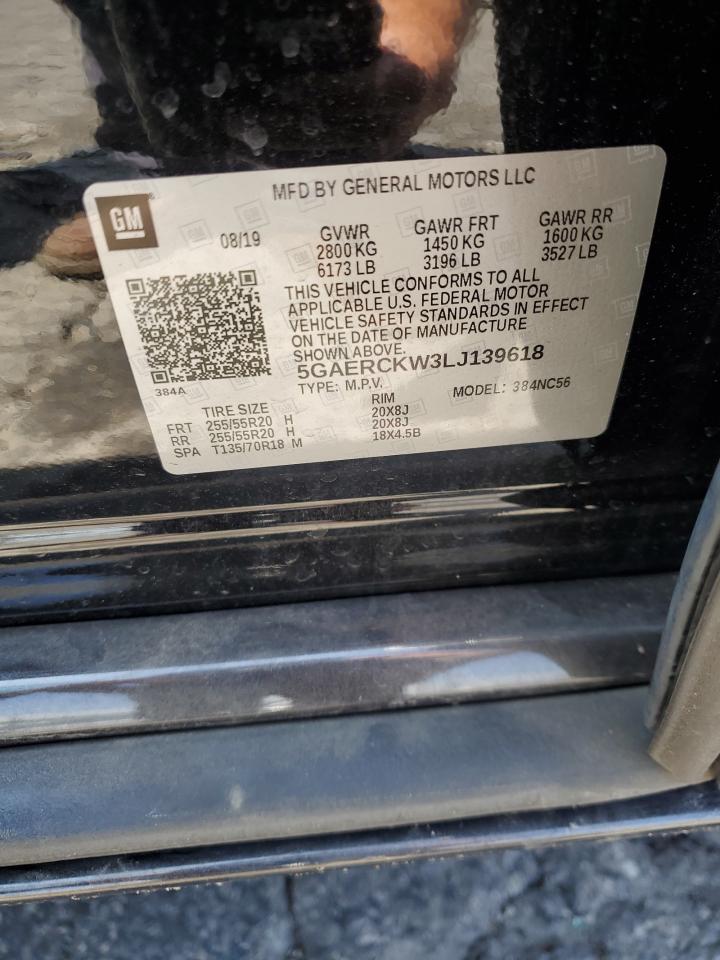 MFD BY GENERAL MOTORS LLC
GM®
08/19
GVWR GAWR FRT GAWR RR
2800 KG 1450 KG 1600 KG
6173 LB 3196 LB 3527 LB
THIS VEHICLE CONFORMS TO ALL
APPLICABLE U.S. FEDERAL MOTOR
VEHICLE SAFETY STANDARDS IN EFFECT
ON THE DATE OF MANUFACTURE
SHOWN ABOVE.
5GAERCKW3LJ139618
384A
TYPE: M.P.V. MODEL: 384NC56
TIRE SIZE RIM
FRT 255/55R20 H 20X8J
RR 255/55R20 H 20X8J
SPA T135/70R18 M 18X4.5B